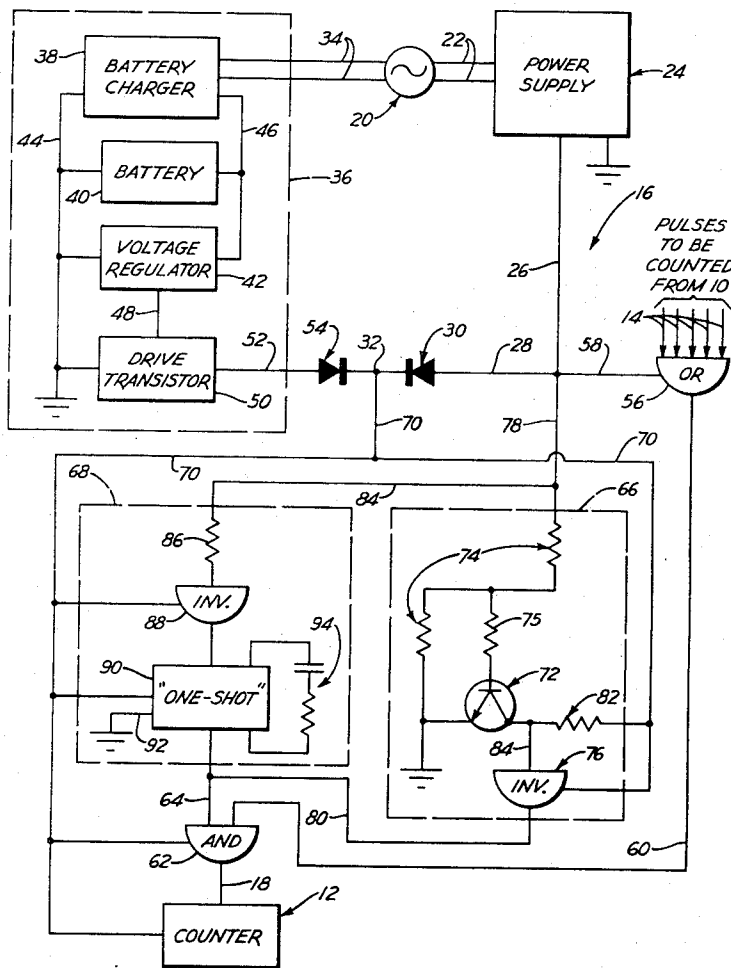 38
BATTERY
CHARGER
34
22
20
POWER
SUPPLY
24
44
46
BATTERY
40
36
VOLTAGE
REGULATOR
42
48
DRIVE
TRANSISTOR
50
52
54
32
30
28
26
16
PULSES
TO BE
COUNTED
FROM 10
14
58
OR
56
70
78
70
70
68
84
66
86
74
INV.
88
75
94
90
"ONE-SHOT"
92
72
82
84
76
INV.
64
80
AND
62
60
18
12
COUNTER